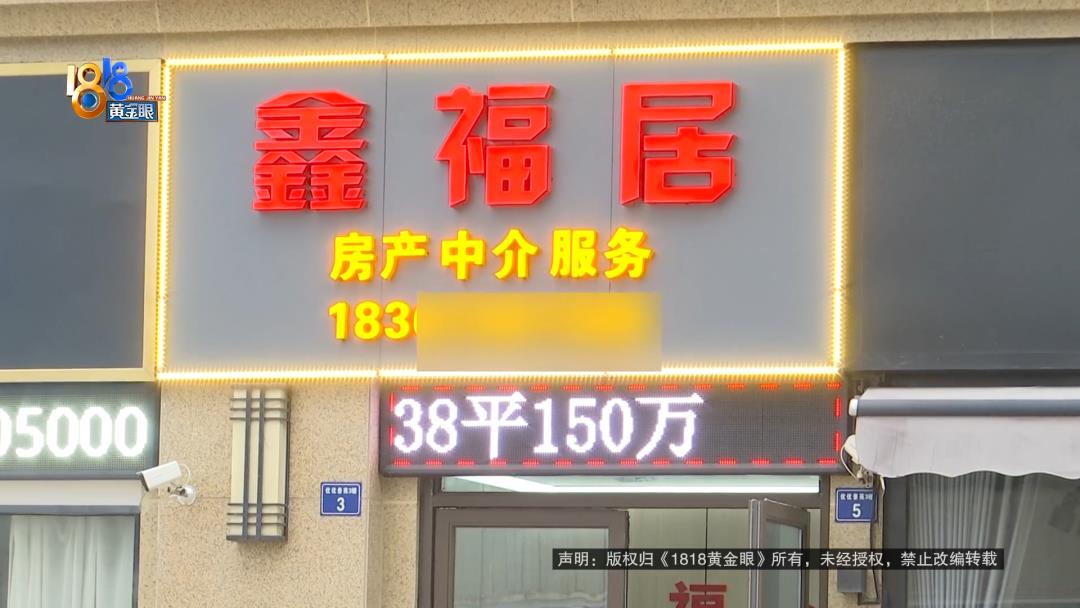 1818
黄金眼
鑫福居
房产中介服务
183
05000
38平150万
3
5
声明：版权归《1818黄金眼》所有，未经授权，禁止改编转载
福